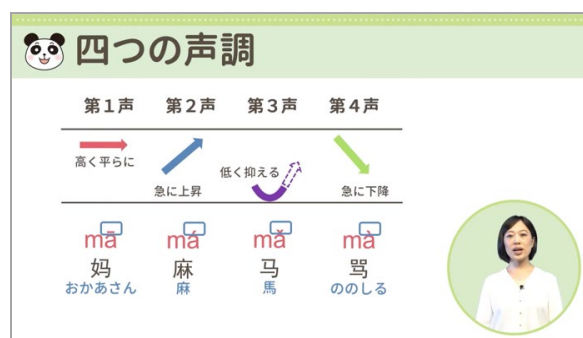 四つの声調
第1声 第2声 第3声 第4声
高く平らに
急に上昇
低く抑える
急に下降
mā má mǎ mà
妈 麻 马 骂
おかあさん 麻 馬 ののしる